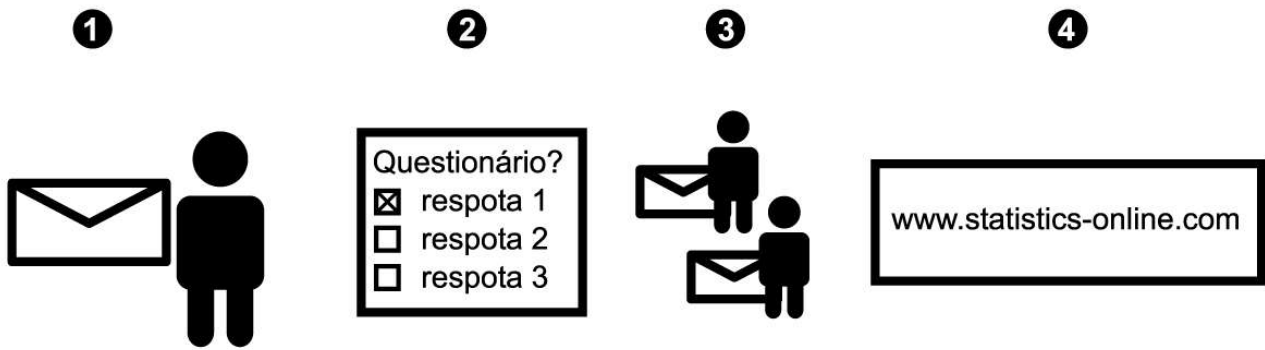 1 2 3 4
Questionário?
respota 1
respota 2
respota 3
www.statistics-online.com